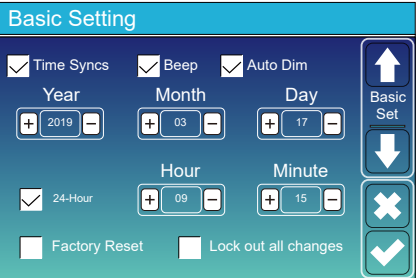 Basic Setting
Time Syncs Beep Auto Dim
Year Month Day
+ 2019 − + 03 − + 17 −
Basic
Set
Hour Minute
24-Hour + 09 − + 15 −
Factory Reset Lock out all changes